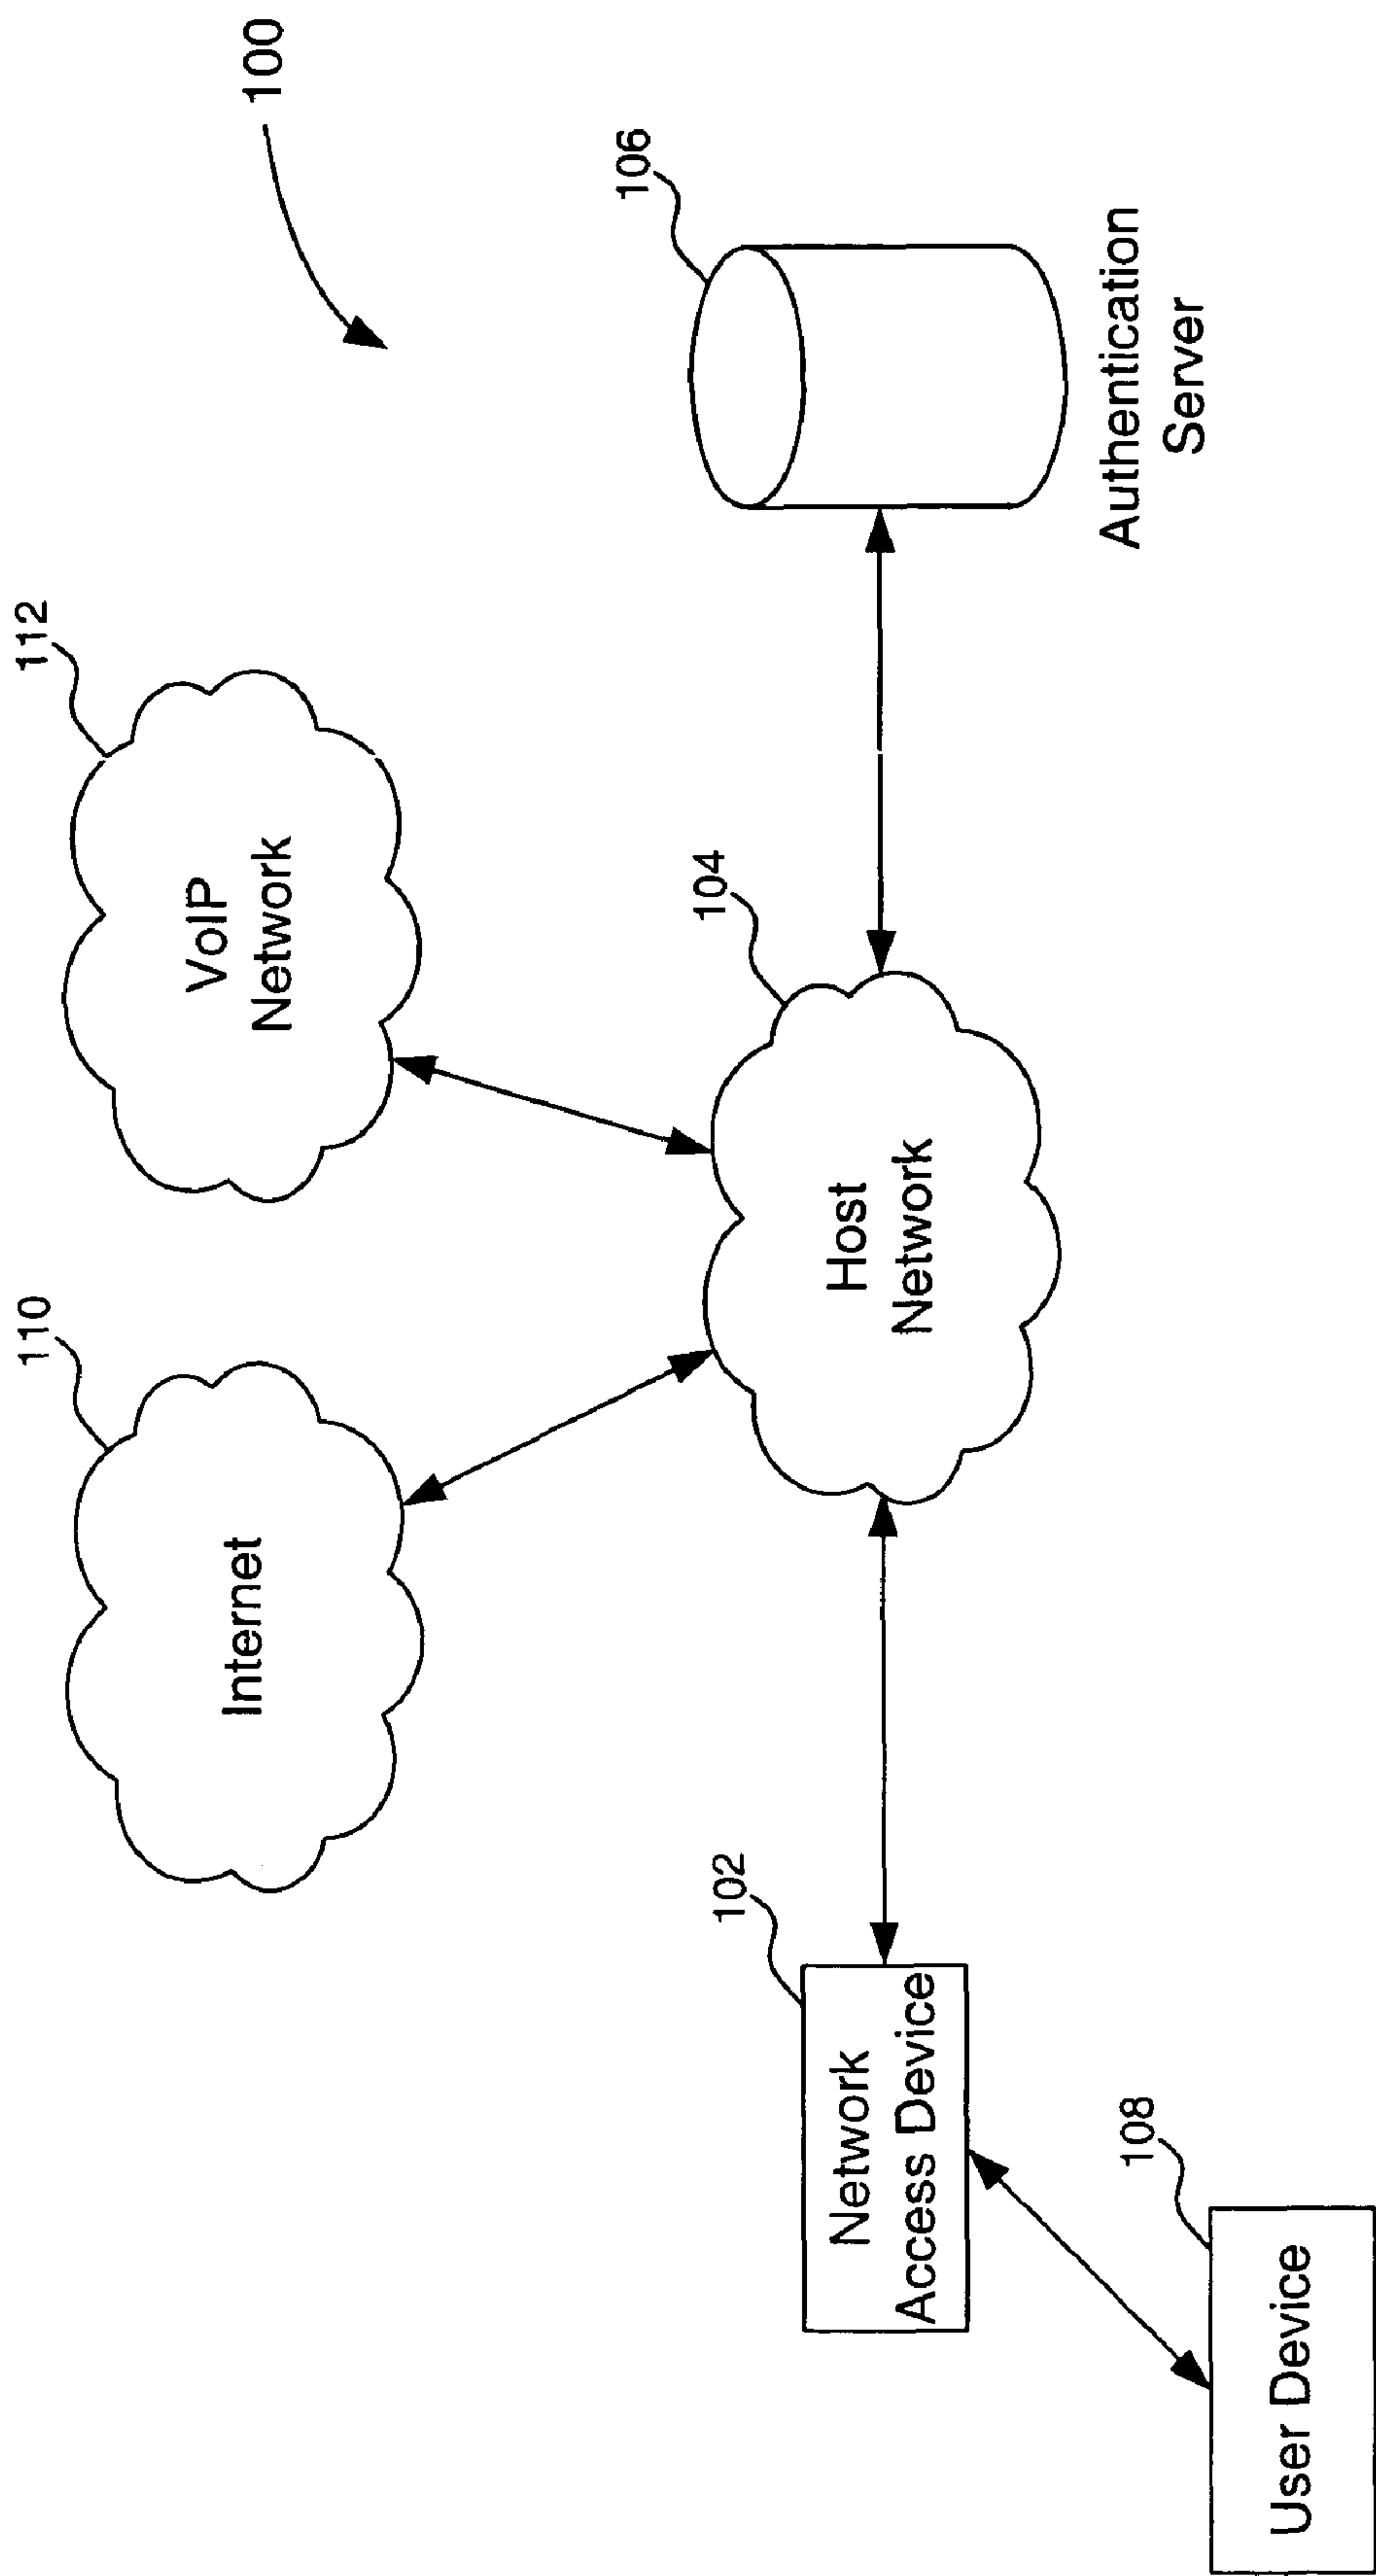 100
112
VoIP
Network
110
Internet
106
Authentication
Server
104
Host
Network
102
Network
Access Device
108
User Device